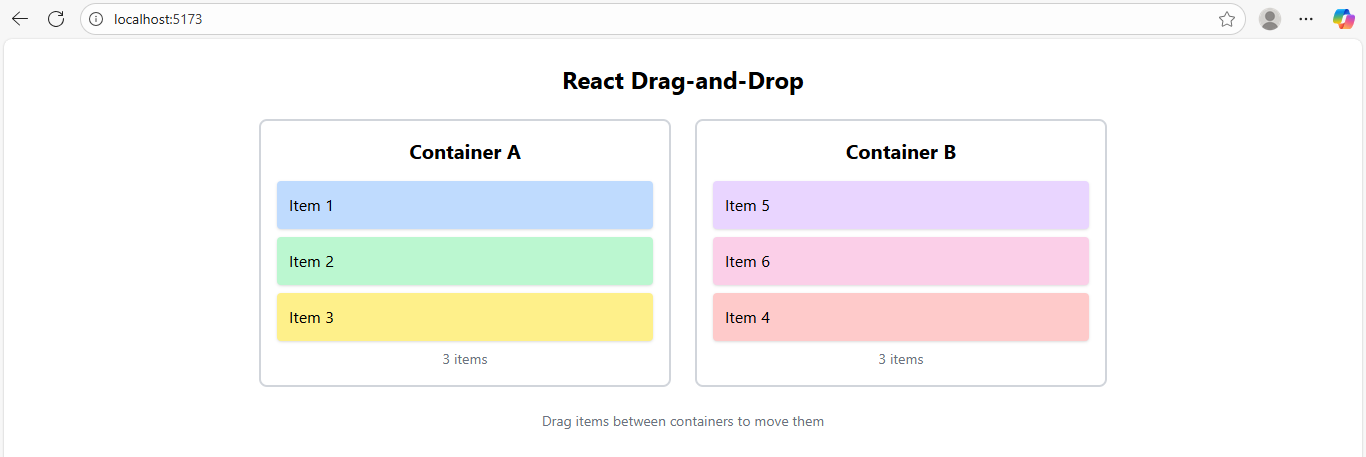 localhost:5173
React Drag-and-Drop
Container A
Item 1
Item 2
Item 3
3 items
Container B
Item 5
Item 6
Item 4
3 items
Drag items between containers to move them